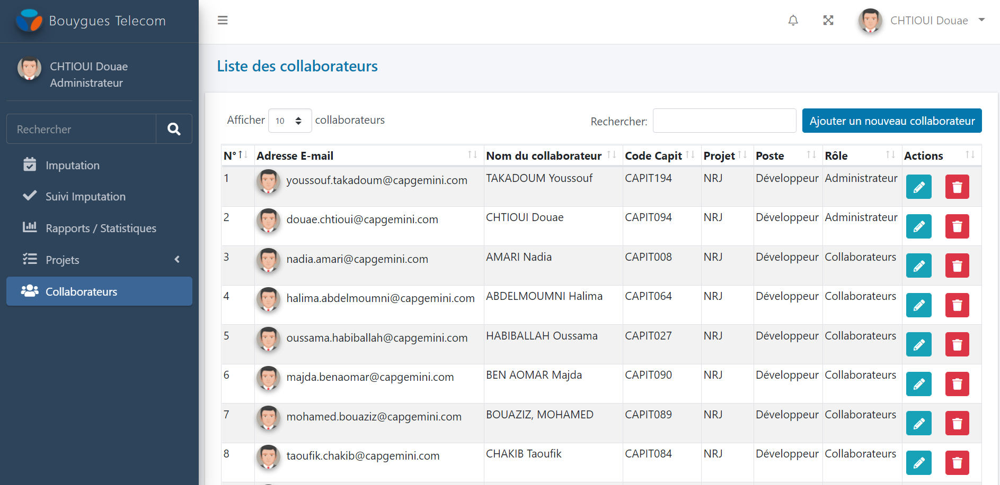 Bouygues Telecom
CHTIOUI Douae
CHTIOUI Douae
Administrateur
Rechercher
Imputation
Suivi Imputation
Rapports / Statistiques
Projets
Collaborateurs
Liste des collaborateurs
Afficher 10 collaborateurs
Rechercher:
Ajouter un nouveau collaborateur
N° Adresse E-mail Nom du collaborateur Code Capit Projet Poste Rôle Actions
1 youssouf.takadoum@capgemini.com TAKADOUM Youssouf CAPIT194 NRJ Développeur Administrateur
2 douae.chtioui@capgemini.com CHTIOUI Douae CAPIT094 NRJ Développeur Administrateur
3 nadia.amari@capgemini.com AMARI Nadia CAPIT008 NRJ Développeur Collaborateurs
4 halima.abdelmoumni@capgemini.com ABDELMOUMNI Halima CAPIT064 NRJ Développeur Collaborateurs
5 oussama.habiballah@capgemini.com HABIBALLAH Oussama CAPIT027 NRJ Développeur Collaborateurs
6 majda.benaomar@capgemini.com BEN AOMAR Majda CAPIT090 NRJ Développeur Collaborateurs
7 mohamed.bouaziz@capgemini.com BOUAZIZ, MOHAMED CAPIT089 NRJ Développeur Collaborateurs
8 taoufik.chakib@capgemini.com CHAKIB Taoufik CAPIT084 NRJ Développeur Collaborateurs